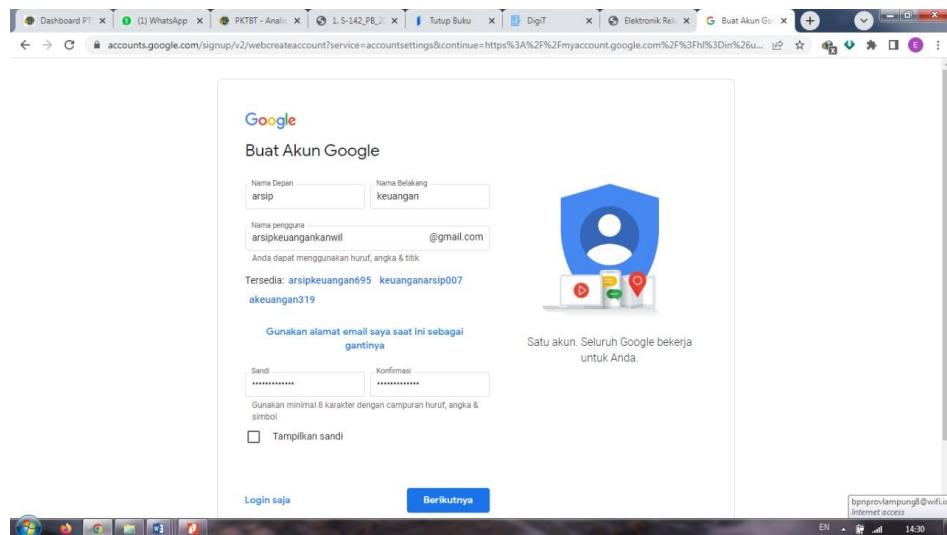 Dashboard PT
(1) WhatsApp
PKTBT - Anali
1. S-142_PB_2
Tutup Buku
DigiT
Elektronik Rek
Buat Akun Go
accounts.google.com/signup/v2/webcreateaccount?service=accountsettings&continue=https%3A%2F%2Fmyaccount.google.com%2F%3Fhl%3Din%26u...
E
Google
Buat Akun Google
Nama Depan
arsip
Nama Belakang
keuangan
Nama pengguna
arsipkeuangankanwil @gmail.com
Anda dapat menggunakan huruf, angka & titik
Tersedia: arsipkeuangan695 keuanganarsip007
akeuangan319
Gunakan alamat email saya saat ini sebagai
gantinya
Sandi
Konfirmasi
Gunakan minimal 8 karakter dengan campuran huruf, angka &
simbol
Tampilkan sandi
Login saja
Berikutnya
Satu akun. Seluruh Google bekerja
untuk Anda.
bpnprovlampung8@wifi.i
Internet access
EN
14:30